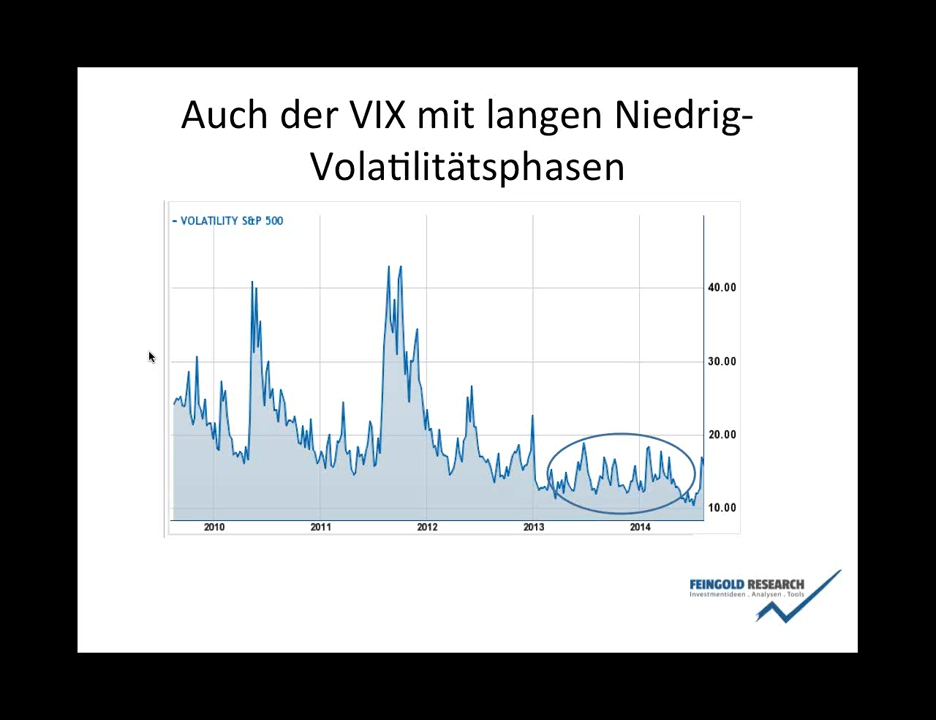 Auch der VIX mit langen Niedrig-
Volatilitätsphasen
- VOLATILITY S&P 500
40.00
30.00
20.00
10.00
2010 2011 2012 2013 2014
FEINGOLD RESEARCH
Investmentideen . Analysen . Tools